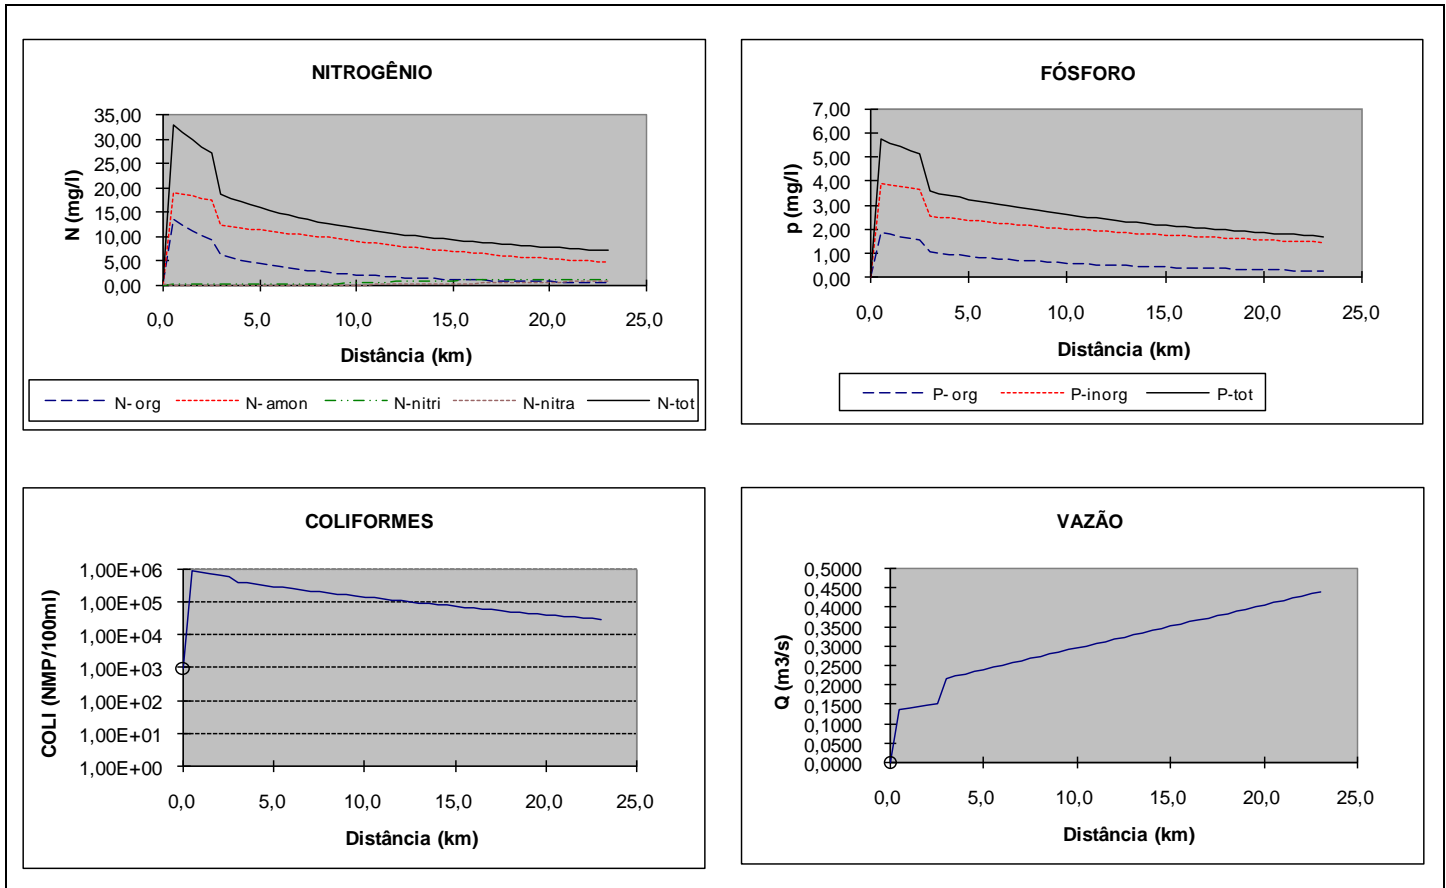 NITROGÊNIO
N (mg/l)
35,00
30,00
25,00
20,00
15,00
10,00
5,00
0,00
0,0 5,0 10,0 15,0 20,0 25,0
Distância (km)
N-org N-amon N-nitri N-nitra N-tot
FÓSFORO
p (mg/l)
7,00
6,00
5,00
4,00
3,00
2,00
1,00
0,00
0,0 5,0 10,0 15,0 20,0 25,0
Distância (km)
P-org P-inorg P-tot
COLIFORMES
COLI (NMP/100ml)
1,00E+06
1,00E+05
1,00E+04
1,00E+03
1,00E+02
1,00E+01
1,00E+00
0,0 5,0 10,0 15,0 20,0 25,0
Distância (km)
VAZÃO
Q (m3/s)
0,5000
0,4500
0,4000
0,3500
0,3000
0,2500
0,2000
0,1500
0,1000
0,0500
0,0000
0,0 5,0 10,0 15,0 20,0 25,0
Distância (km)